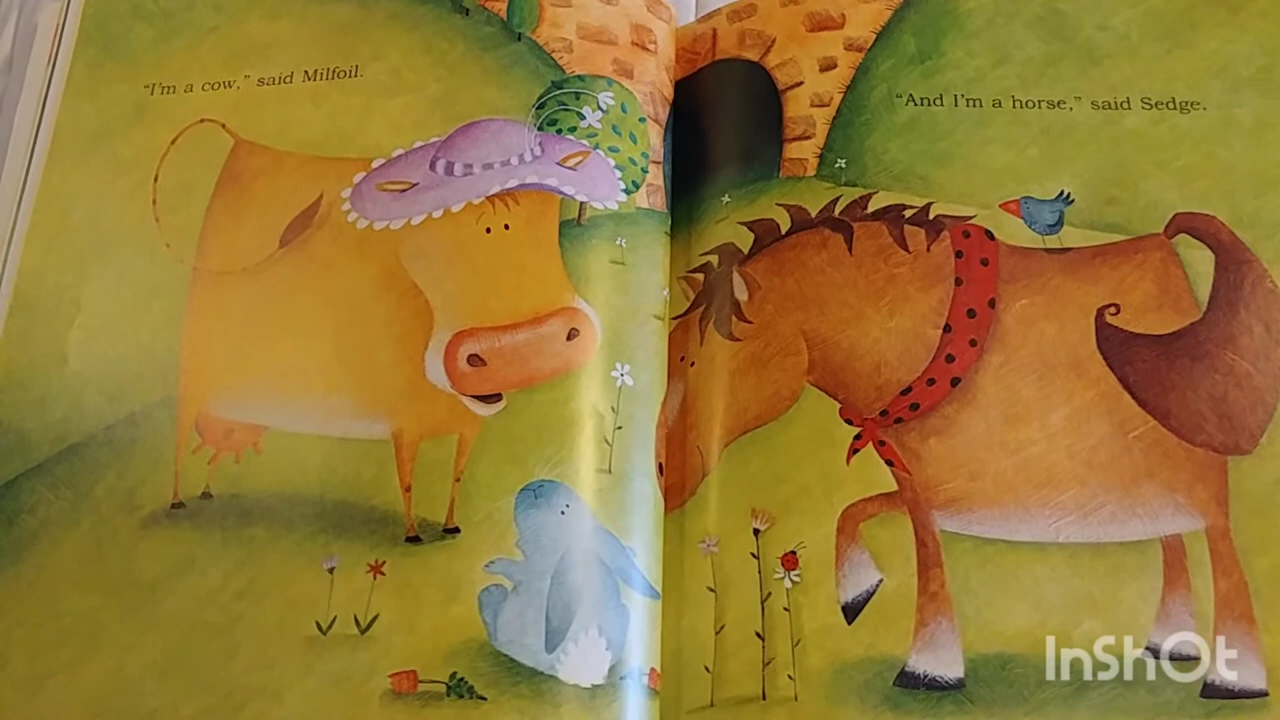 “I’m a cow,” said Milfoil.
“And I’m a horse,” said Sedge.
InShOt